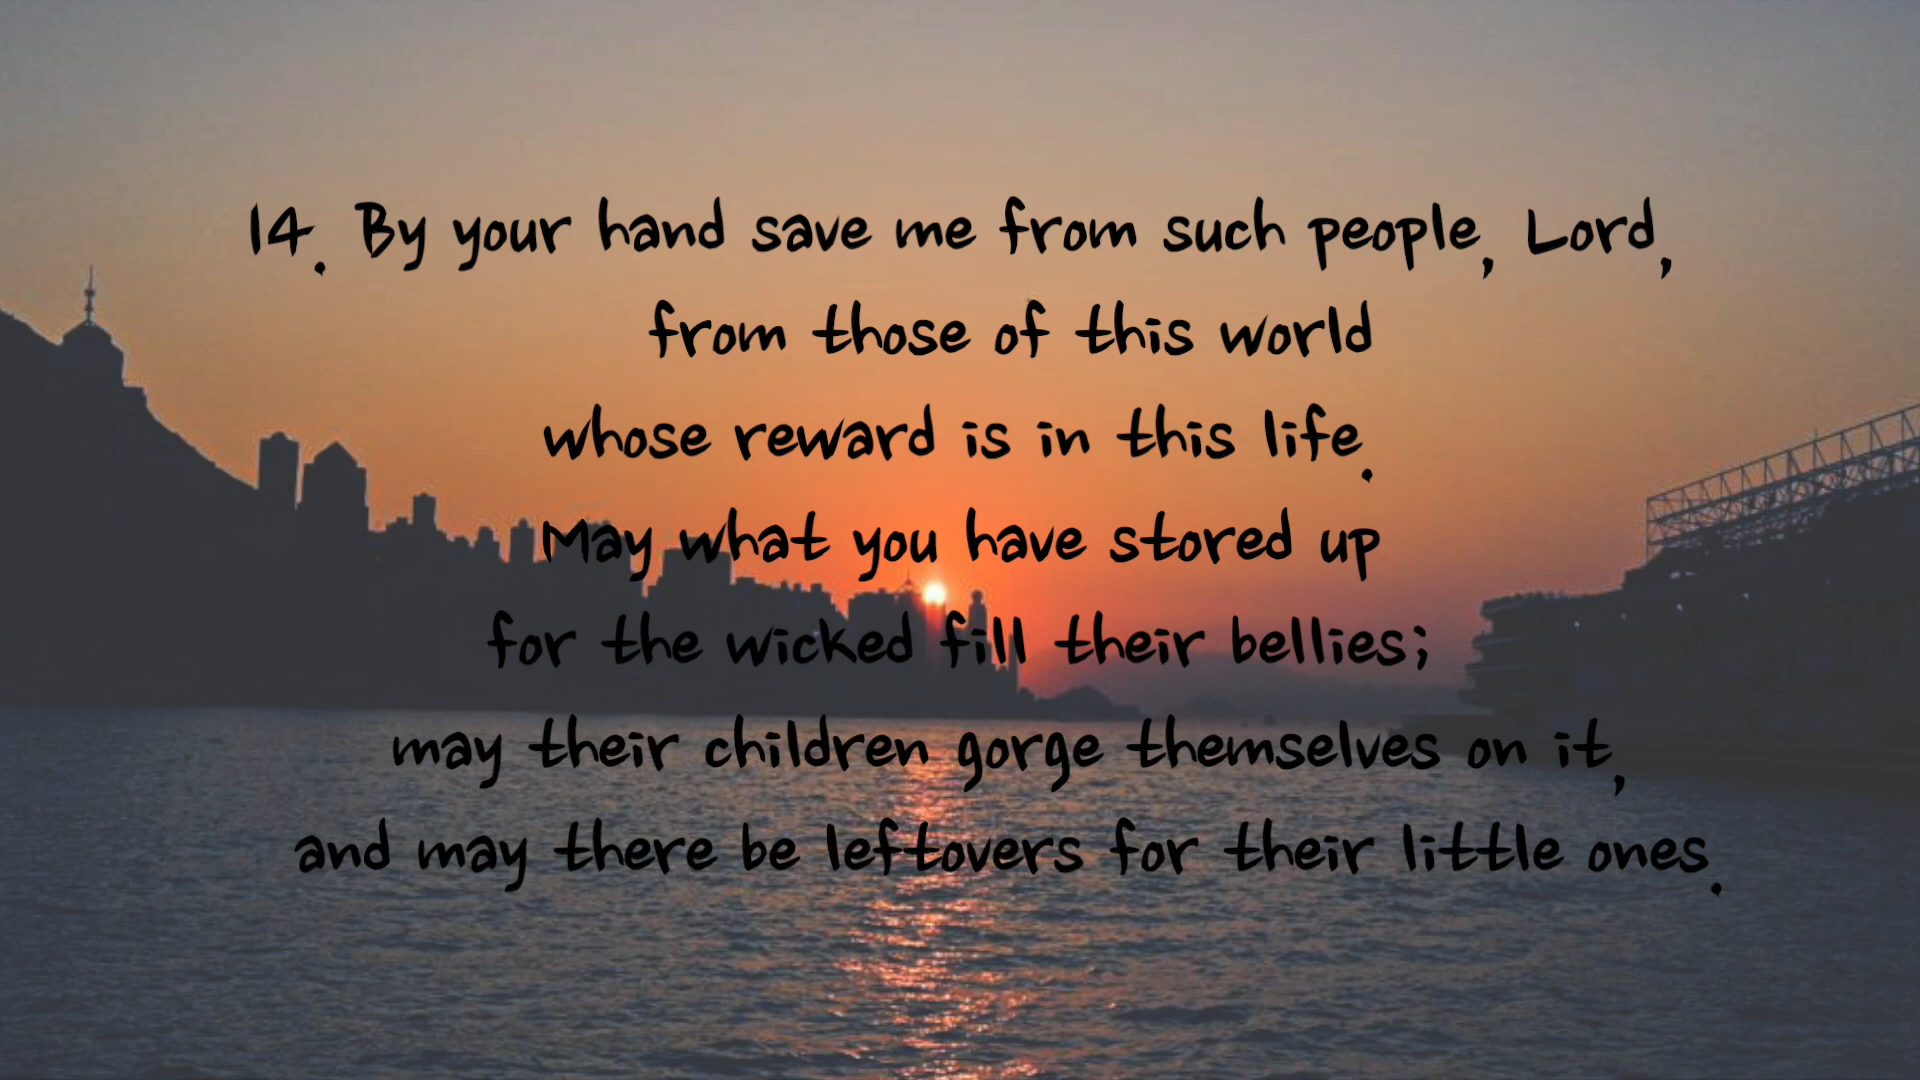 14. By your hand save me from such people, Lord,
from those of this world
whose reward is in this life.
May what you have stored up
for the wicked fill their bellies;
may their children gorge themselves on it,
and may there be leftovers for their little ones.